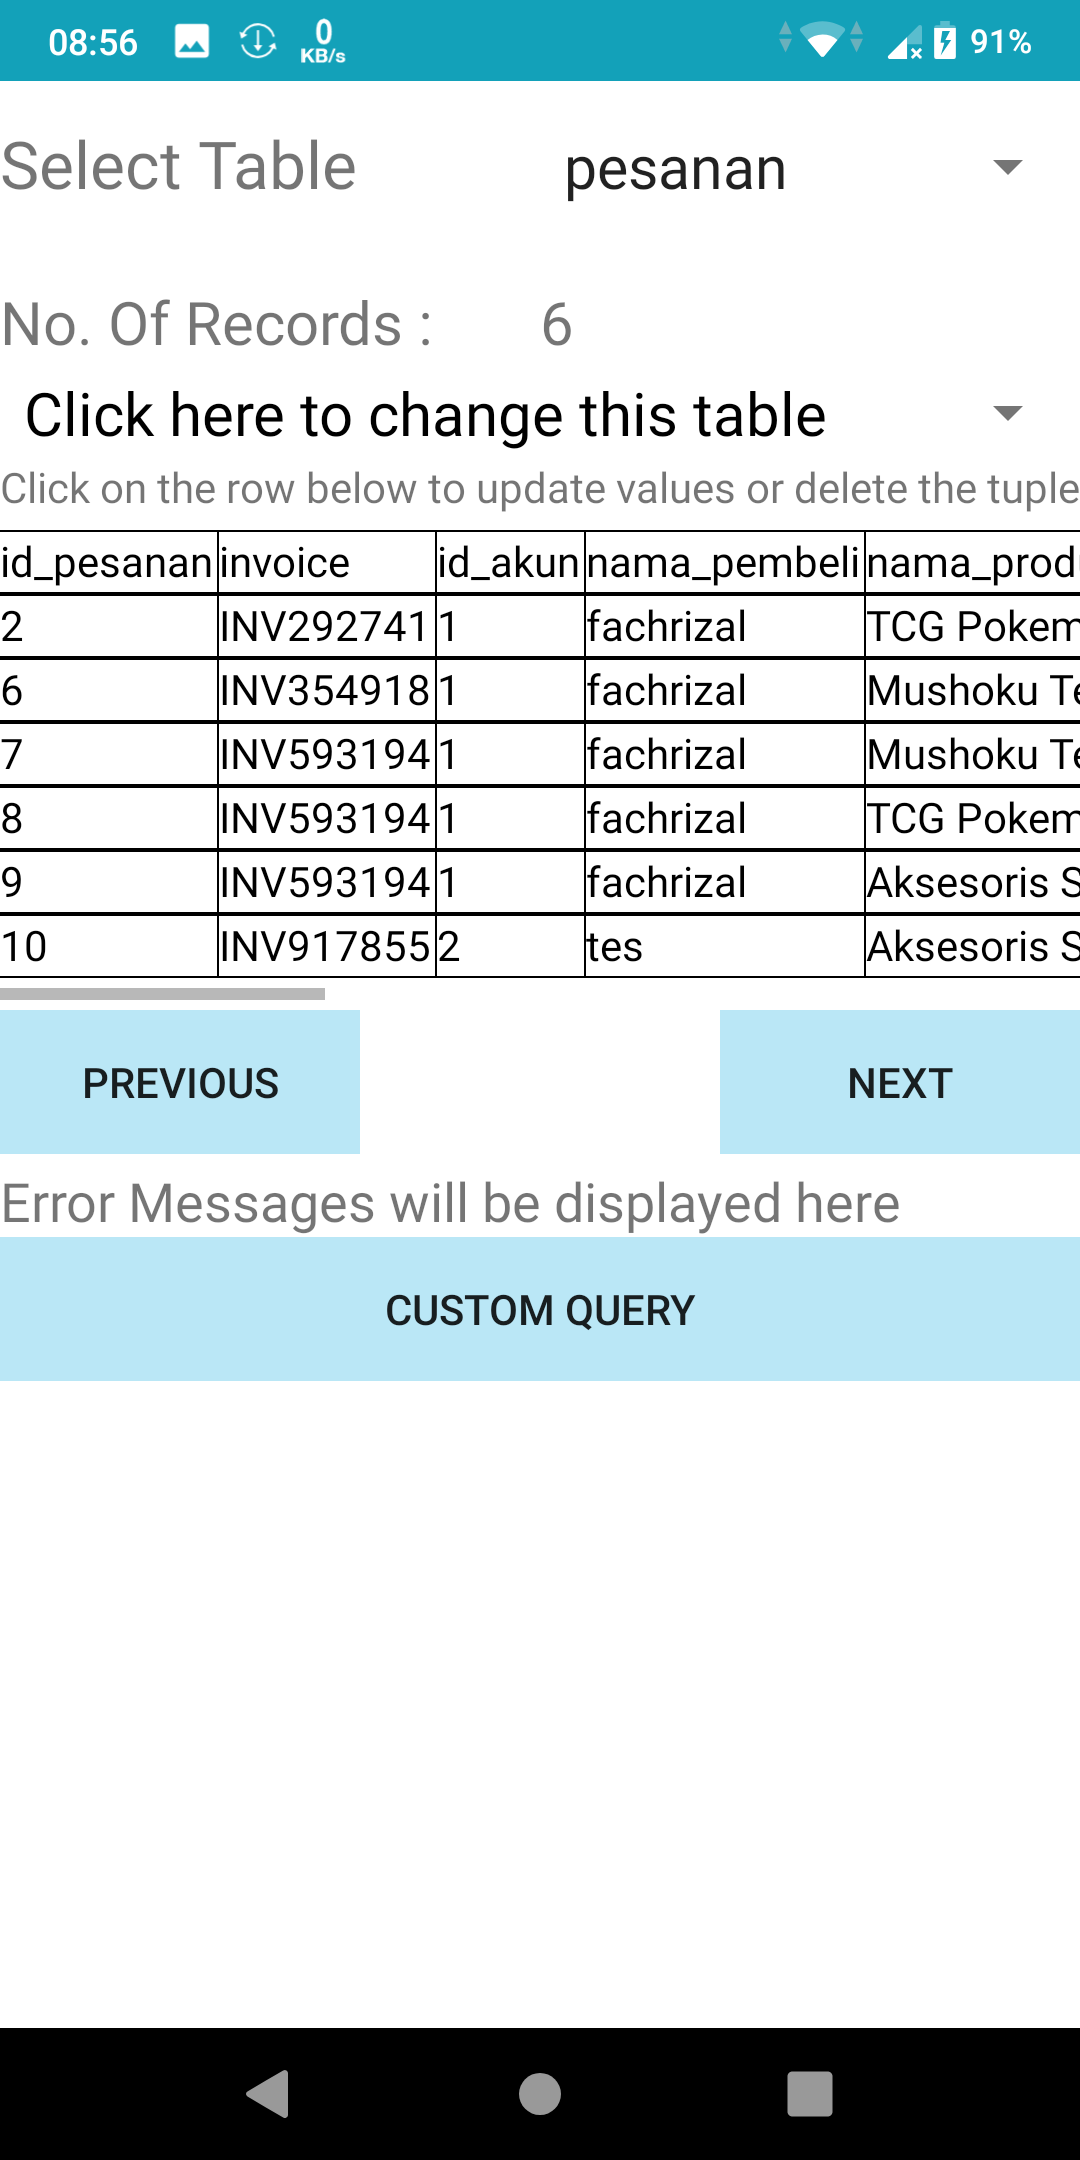 08:56 0 KB/s 91%
Select Table pesanan
No. Of Records : 6
Click here to change this table
Click on the row below to update values or delete the tuple
id_pesanan invoice id_akun nama_pembeli nama_prod
2 INV292741 1 fachrizal TCG Pokem
6 INV354918 1 fachrizal Mushoku Te
7 INV593194 1 fachrizal Mushoku Te
8 INV593194 1 fachrizal TCG Pokem
9 INV593194 1 fachrizal Aksesoris S
10 INV917855 2 tes Aksesoris S
PREVIOUS NEXT
Error Messages will be displayed here
CUSTOM QUERY